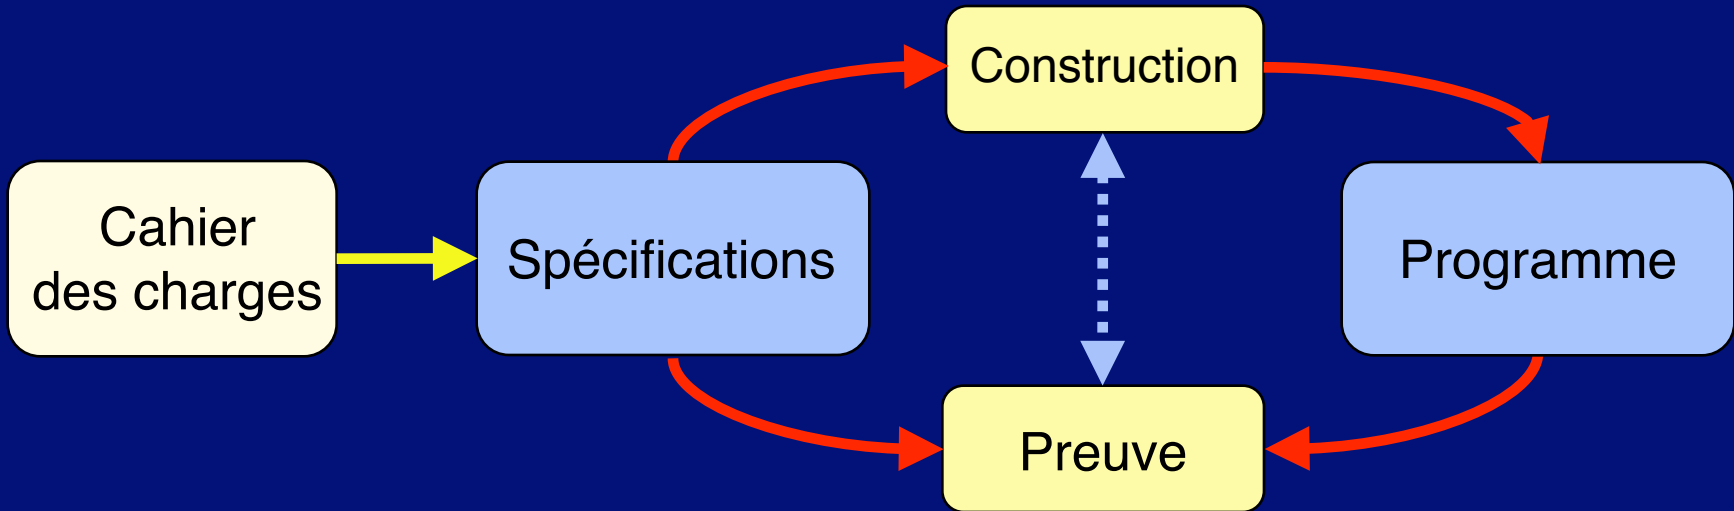 Construction
Cahier
des charges
Spécifications
Programme
Preuve